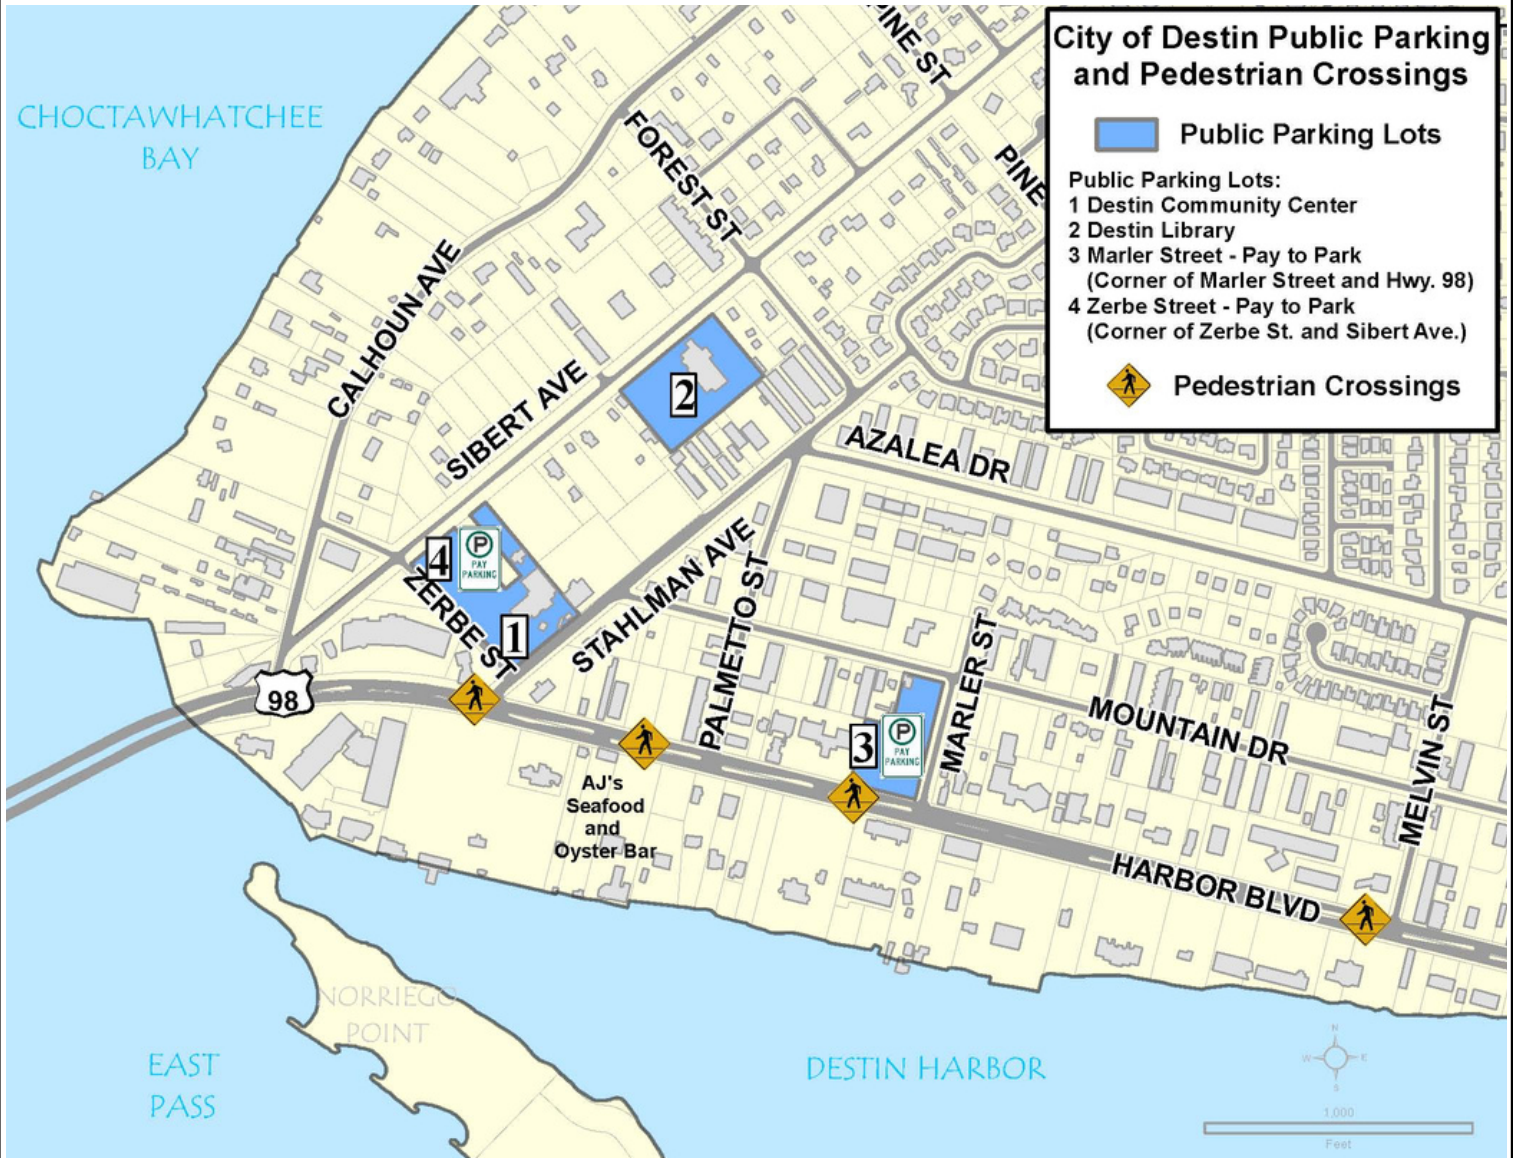 City of Destin Public Parking
and Pedestrian Crossings
Public Parking Lots
Public Parking Lots:
1 Destin Community Center
2 Destin Library
3 Marler Street - Pay to Park
(Corner of Marler Street and Hwy. 98)
4 Zerbe Street - Pay to Park
(Corner of Zerbe St. and Sibert Ave.)
Pedestrian Crossings
CHOCTAWHATCHEE
BAY
PINE ST
FOREST ST
PINE
CALHOUN AVE
SIBERT AVE
2
AZALEA DR
4
P
PAY
PARKING
ZERBE ST
1
STAHLMAN AVE
PALMETTO ST
MARLER ST
98
3
P
PAY
PARKING
MOUNTAIN DR
MELVIN ST
AJ's
Seafood
and
Oyster Bar
HARBOR BLVD
NORRIEGO
POINT
EAST
PASS
DESTIN HARBOR
N
W
E
S
1,000
Feet